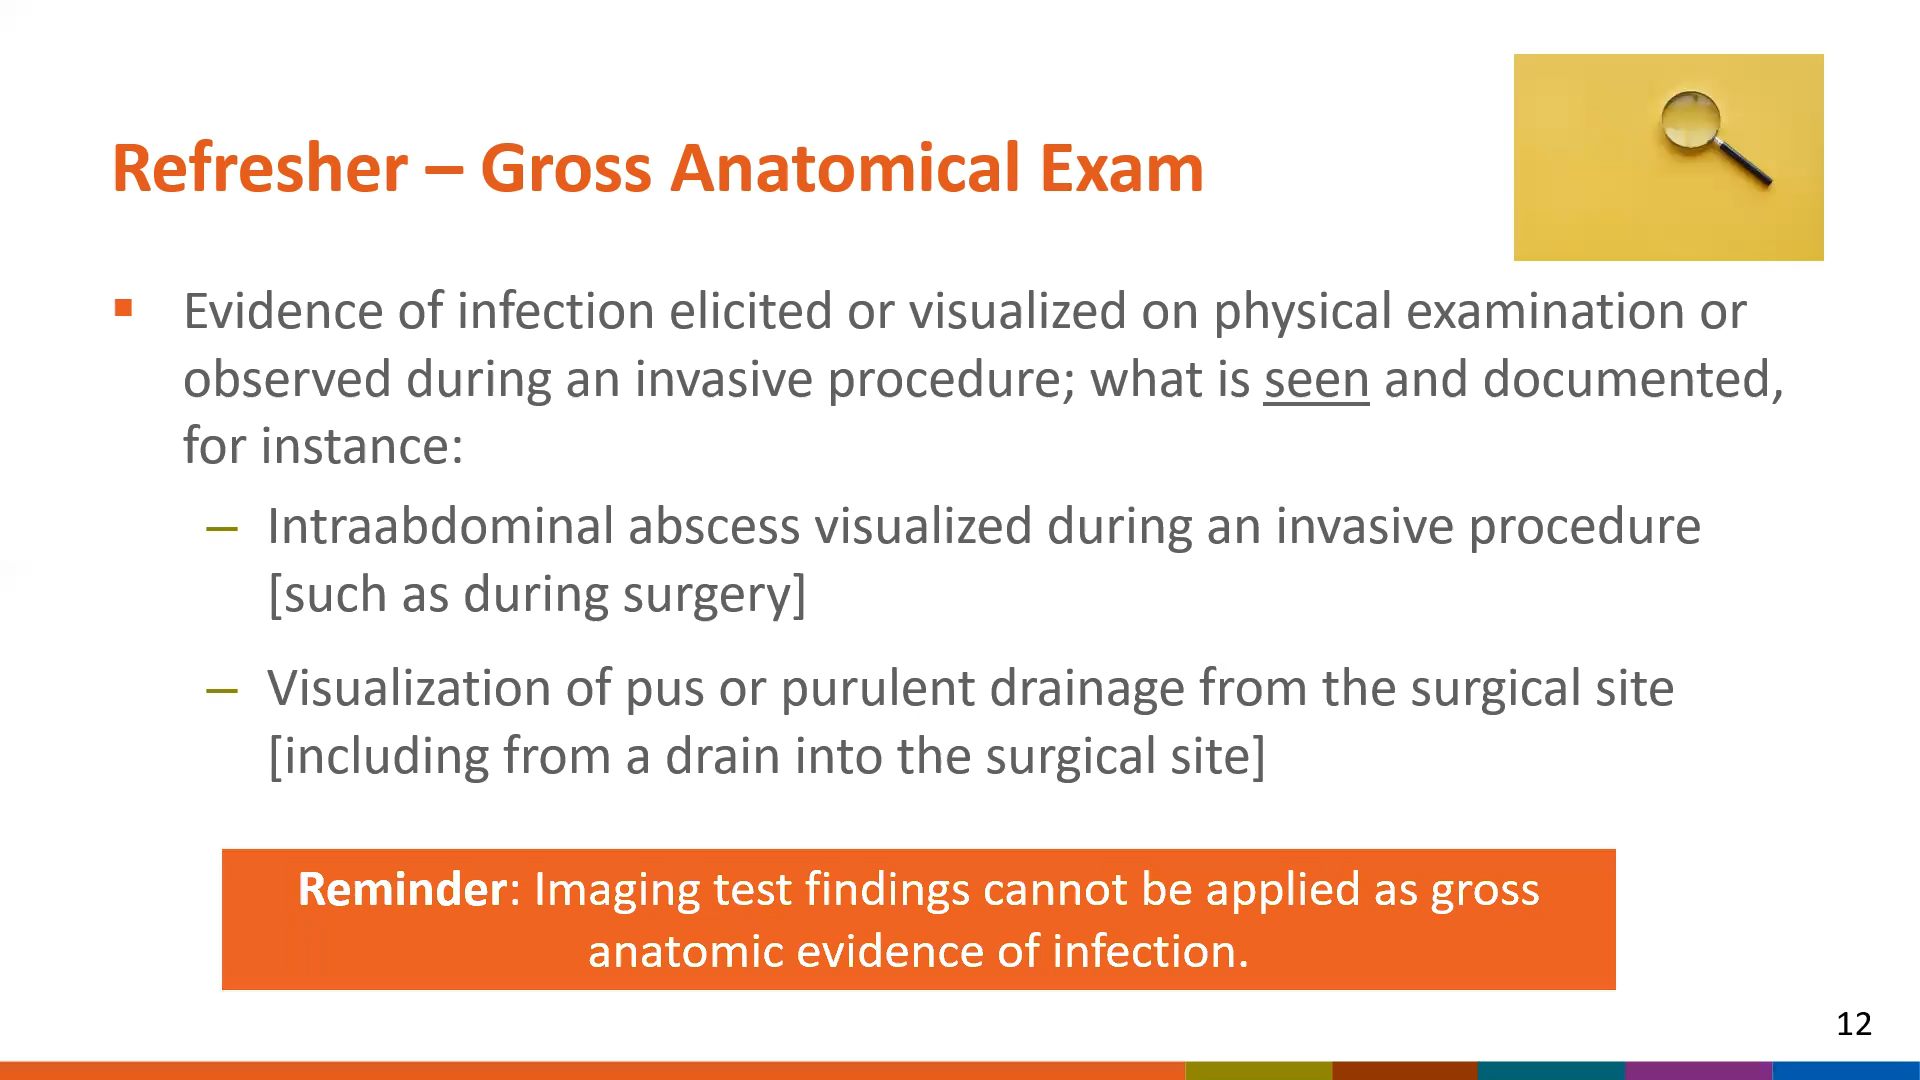 Refresher – Gross Anatomical Exam
▪ Evidence of infection elicited or visualized on physical examination or
observed during an invasive procedure; what is seen and documented,
for instance:
– Intraabdominal abscess visualized during an invasive procedure
[such as during surgery]
– Visualization of pus or purulent drainage from the surgical site
[including from a drain into the surgical site]
Reminder: Imaging test findings cannot be applied as gross
anatomic evidence of infection.
12